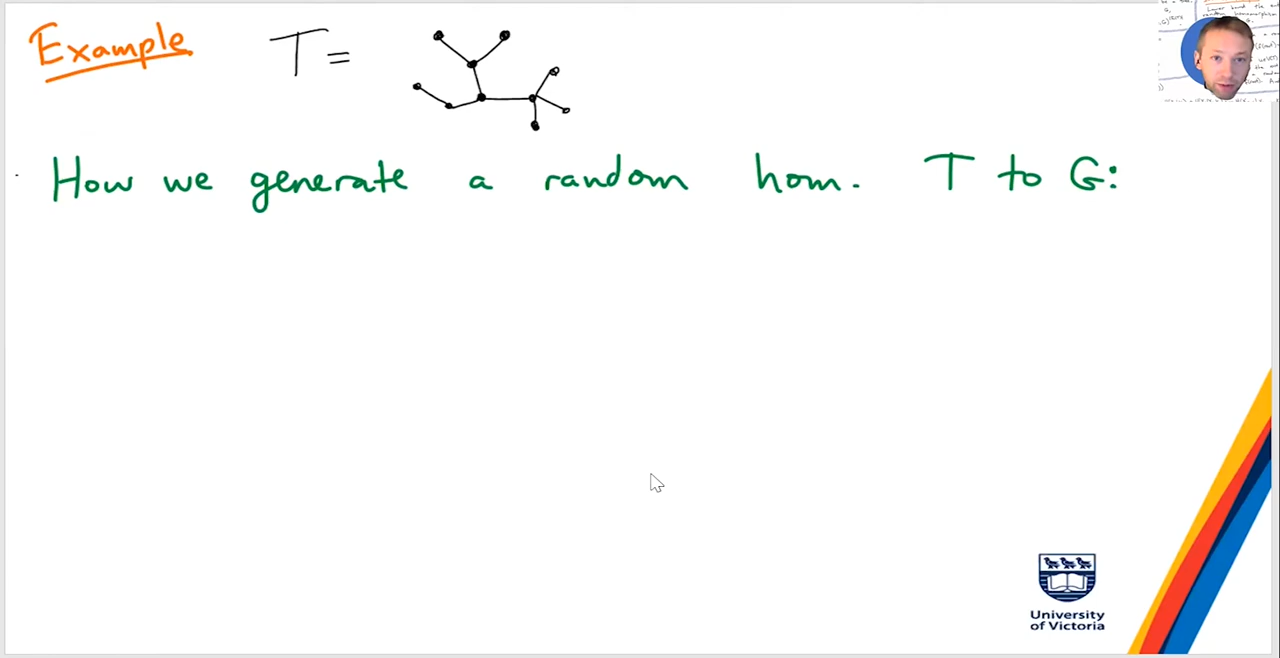 Example T =
How we generate a random hom. T to G:
University
of Victoria